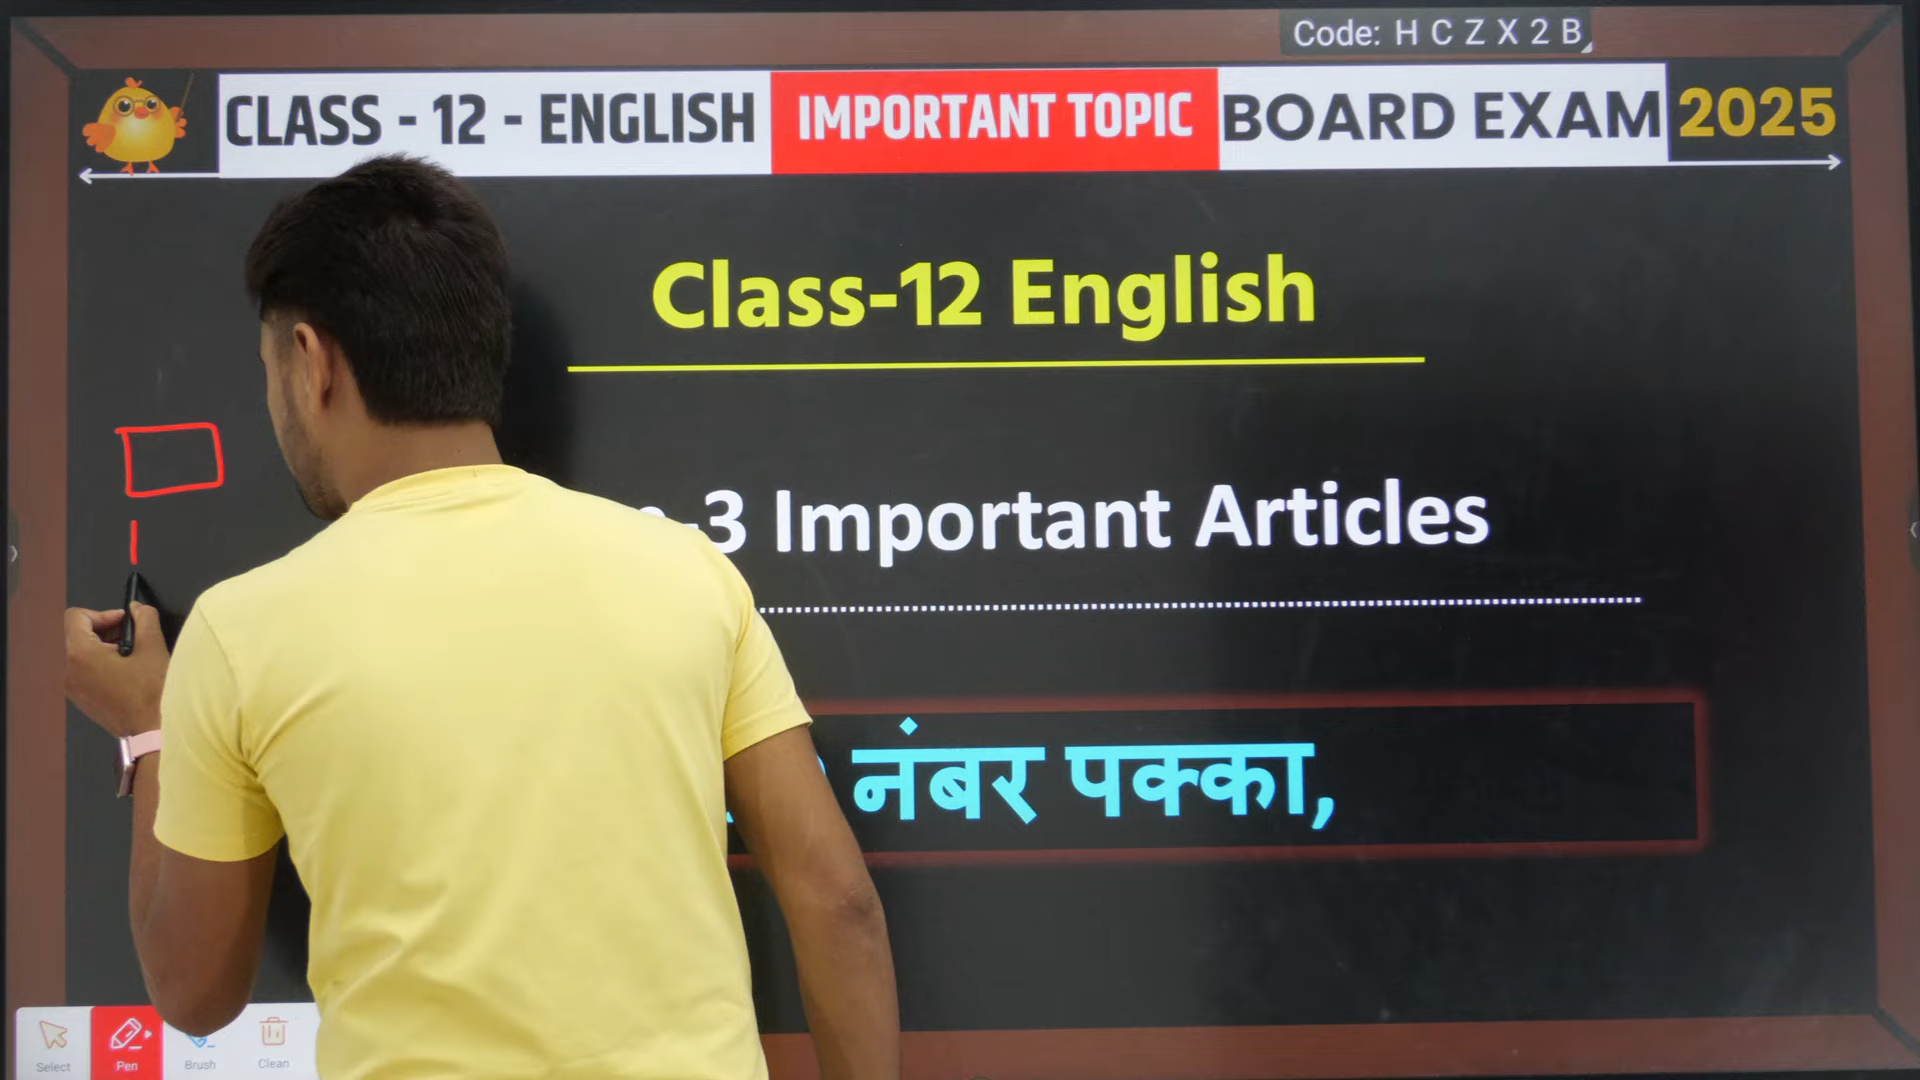 Code: H C Z X 2 B
CLASS - 12 - ENGLISH IMPORTANT TOPIC BOARD EXAM 2025
Class-12 English
-3 Important Articles
नंबर पक्का,
Select Pen Brush Clean